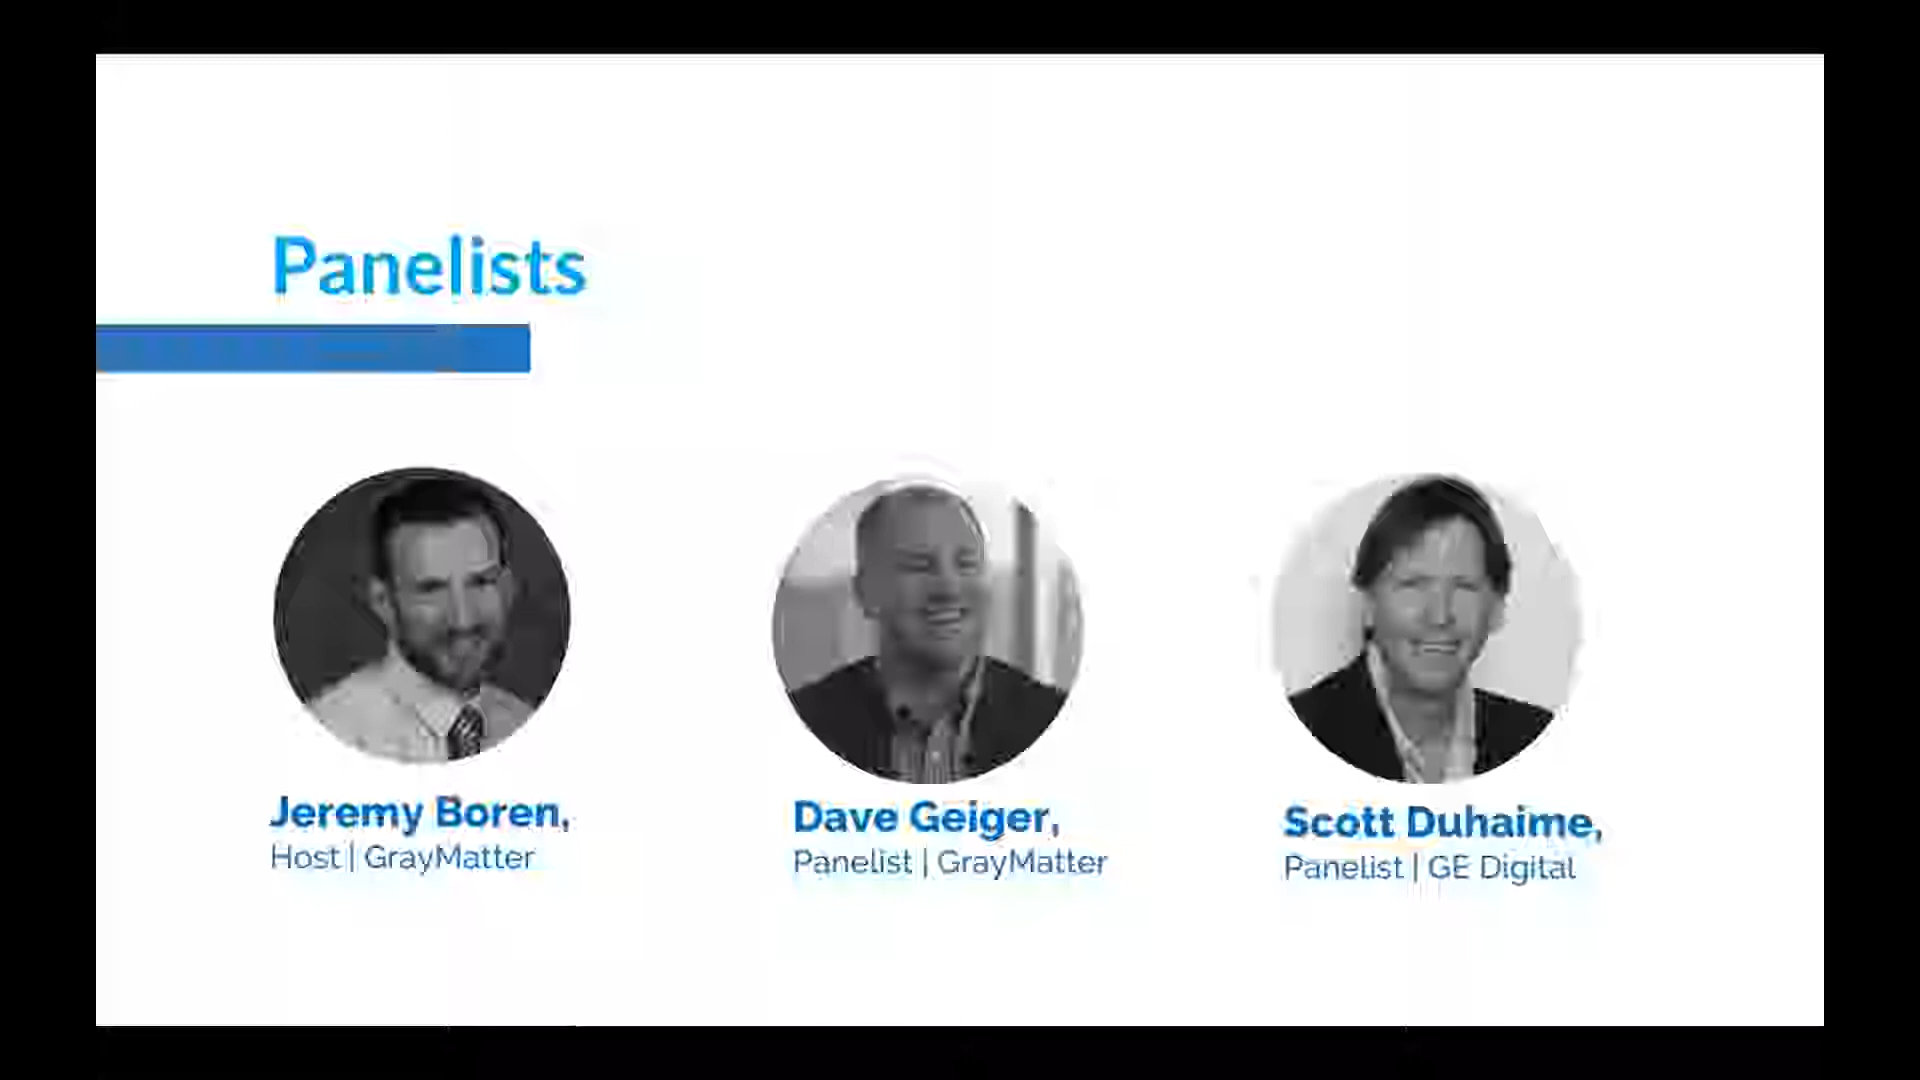 Panelists
Jeremy Boren,
Host | GrayMatter
Dave Geiger,
Panelist | GrayMatter
Scott Duhaime,
Panelist | GE Digital